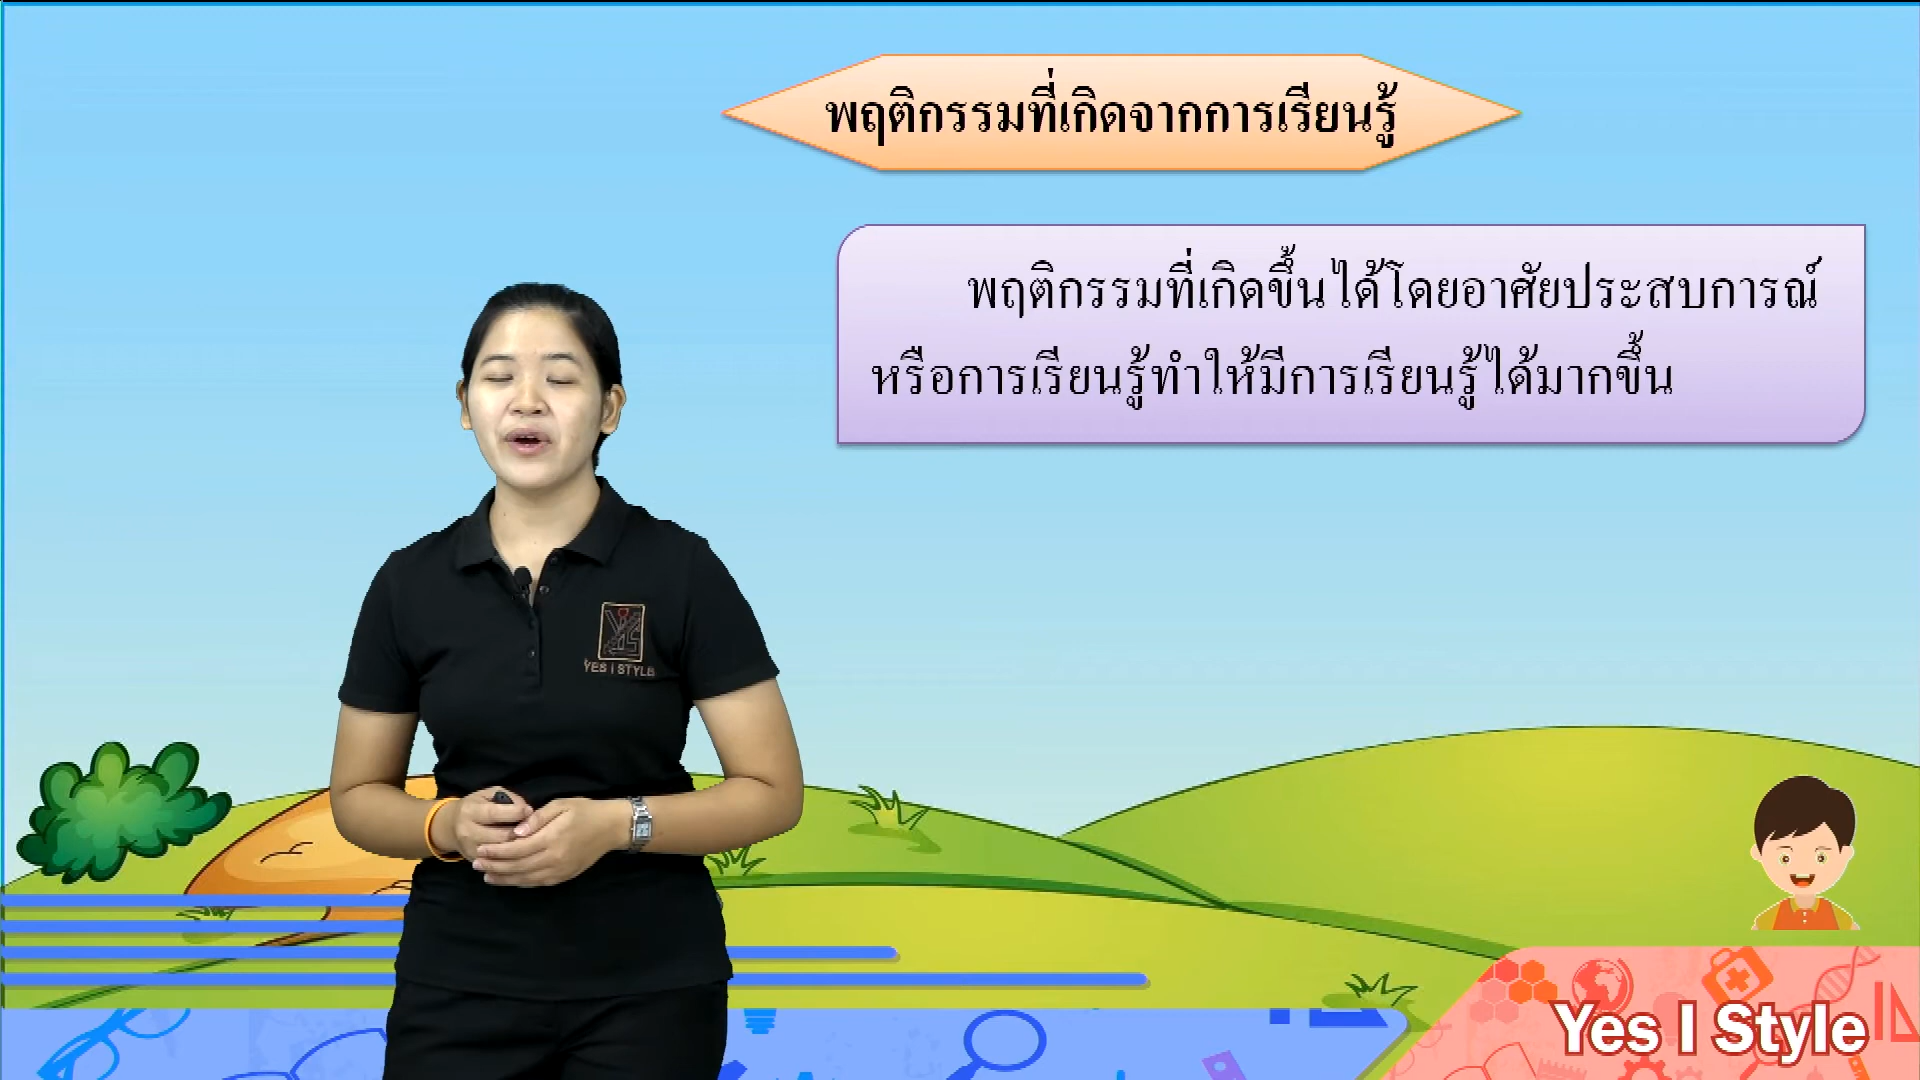 พฤติกรรมที่เกิดจากการเรียนรู้
พฤติกรรมที่เกิดขึ้นได้โดยอาศัยประสบการณ์
หรือการเรียนรู้ทำให้มีการเรียนรู้ได้มากขึ้น
YES I STYLE
Yes I Style